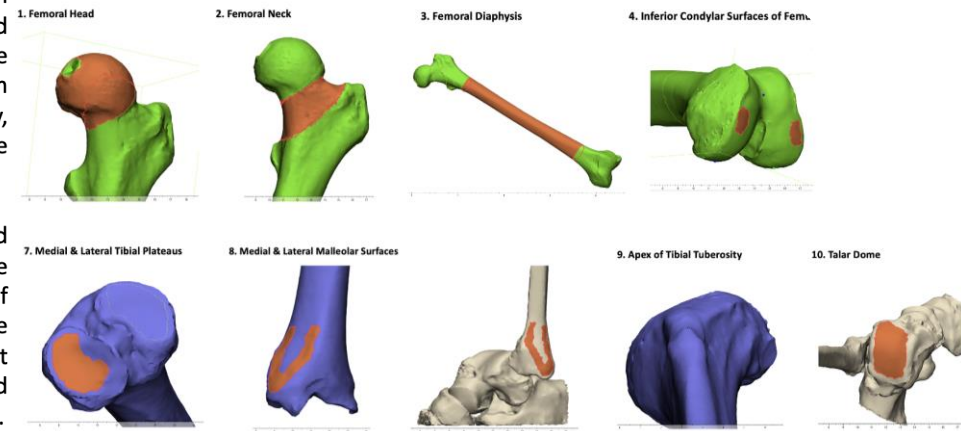 1. Femoral Head
2. Femoral Neck
3. Femoral Diaphysis
4. Inferior Condylar Surfaces of
7. Medial & Lateral Tibial Plateaus
8. Medial & Lateral Malleolar Surfaces
9. Apex of Tibial Tuberosity
10. Talar Dome